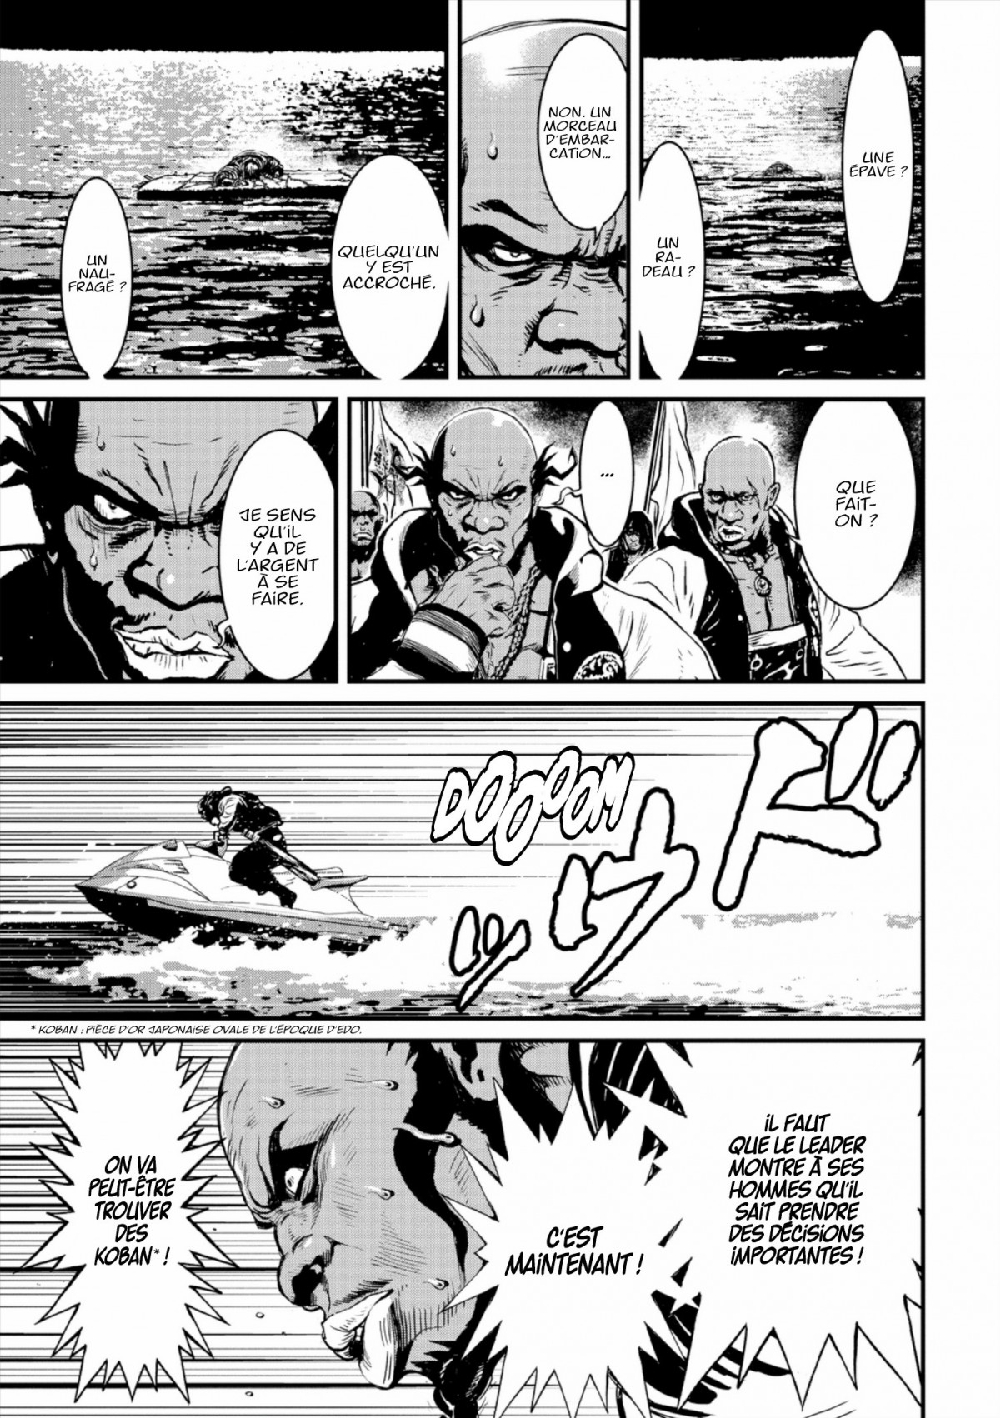 UNE
ÉPAVE ?
UN
RA-
DEAU ?
NON. UN
MORCEAU
D'EMBAR-
CATION...
QUELQU'UN
Y EST
ACCROCHÉ.
UN
NAU-
FRAGÉ ?
QUE
FAIT-
ON ?
...
JE SENS
QU'IL
Y A DE
L'ARGENT
À SE
FAIRE.
ドウッ
DOOOOM
* KOBAN : PIÈCE D'OR JAPONAISE OVALE DE L'ÉPOQUE D'EDO.
IL FAUT
QUE LE LEADER
MONTRE À SES
HOMMES QU'IL
SAIT PRENDRE
DES DÉCISIONS
IMPORTANTES !
C'EST
MAINTENANT !
ON VA
PEUT-ÊTRE
TROUVER
DES
KOBAN* !